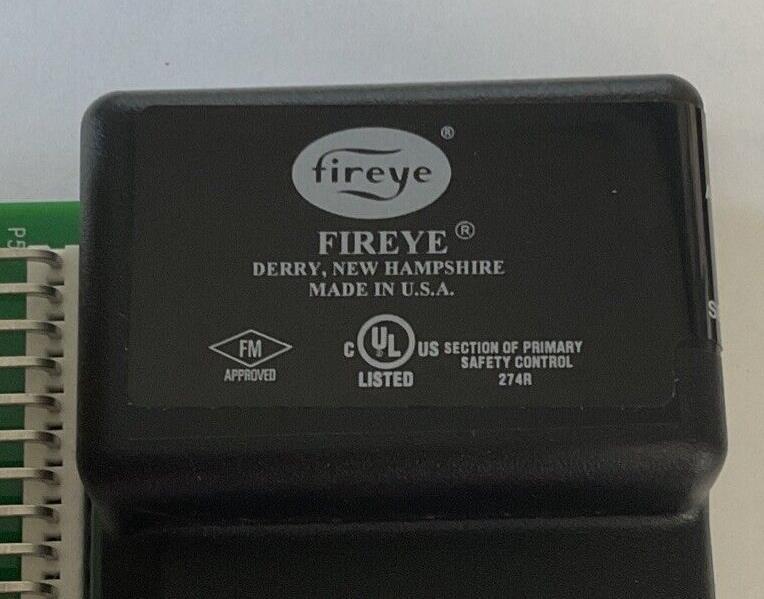 fireye ®
FIREYE ®
DERRY, NEW HAMPSHIRE
MADE IN U.S.A.
FM
APPROVED
C UL US
LISTED
SECTION OF PRIMARY
SAFETY CONTROL
274R